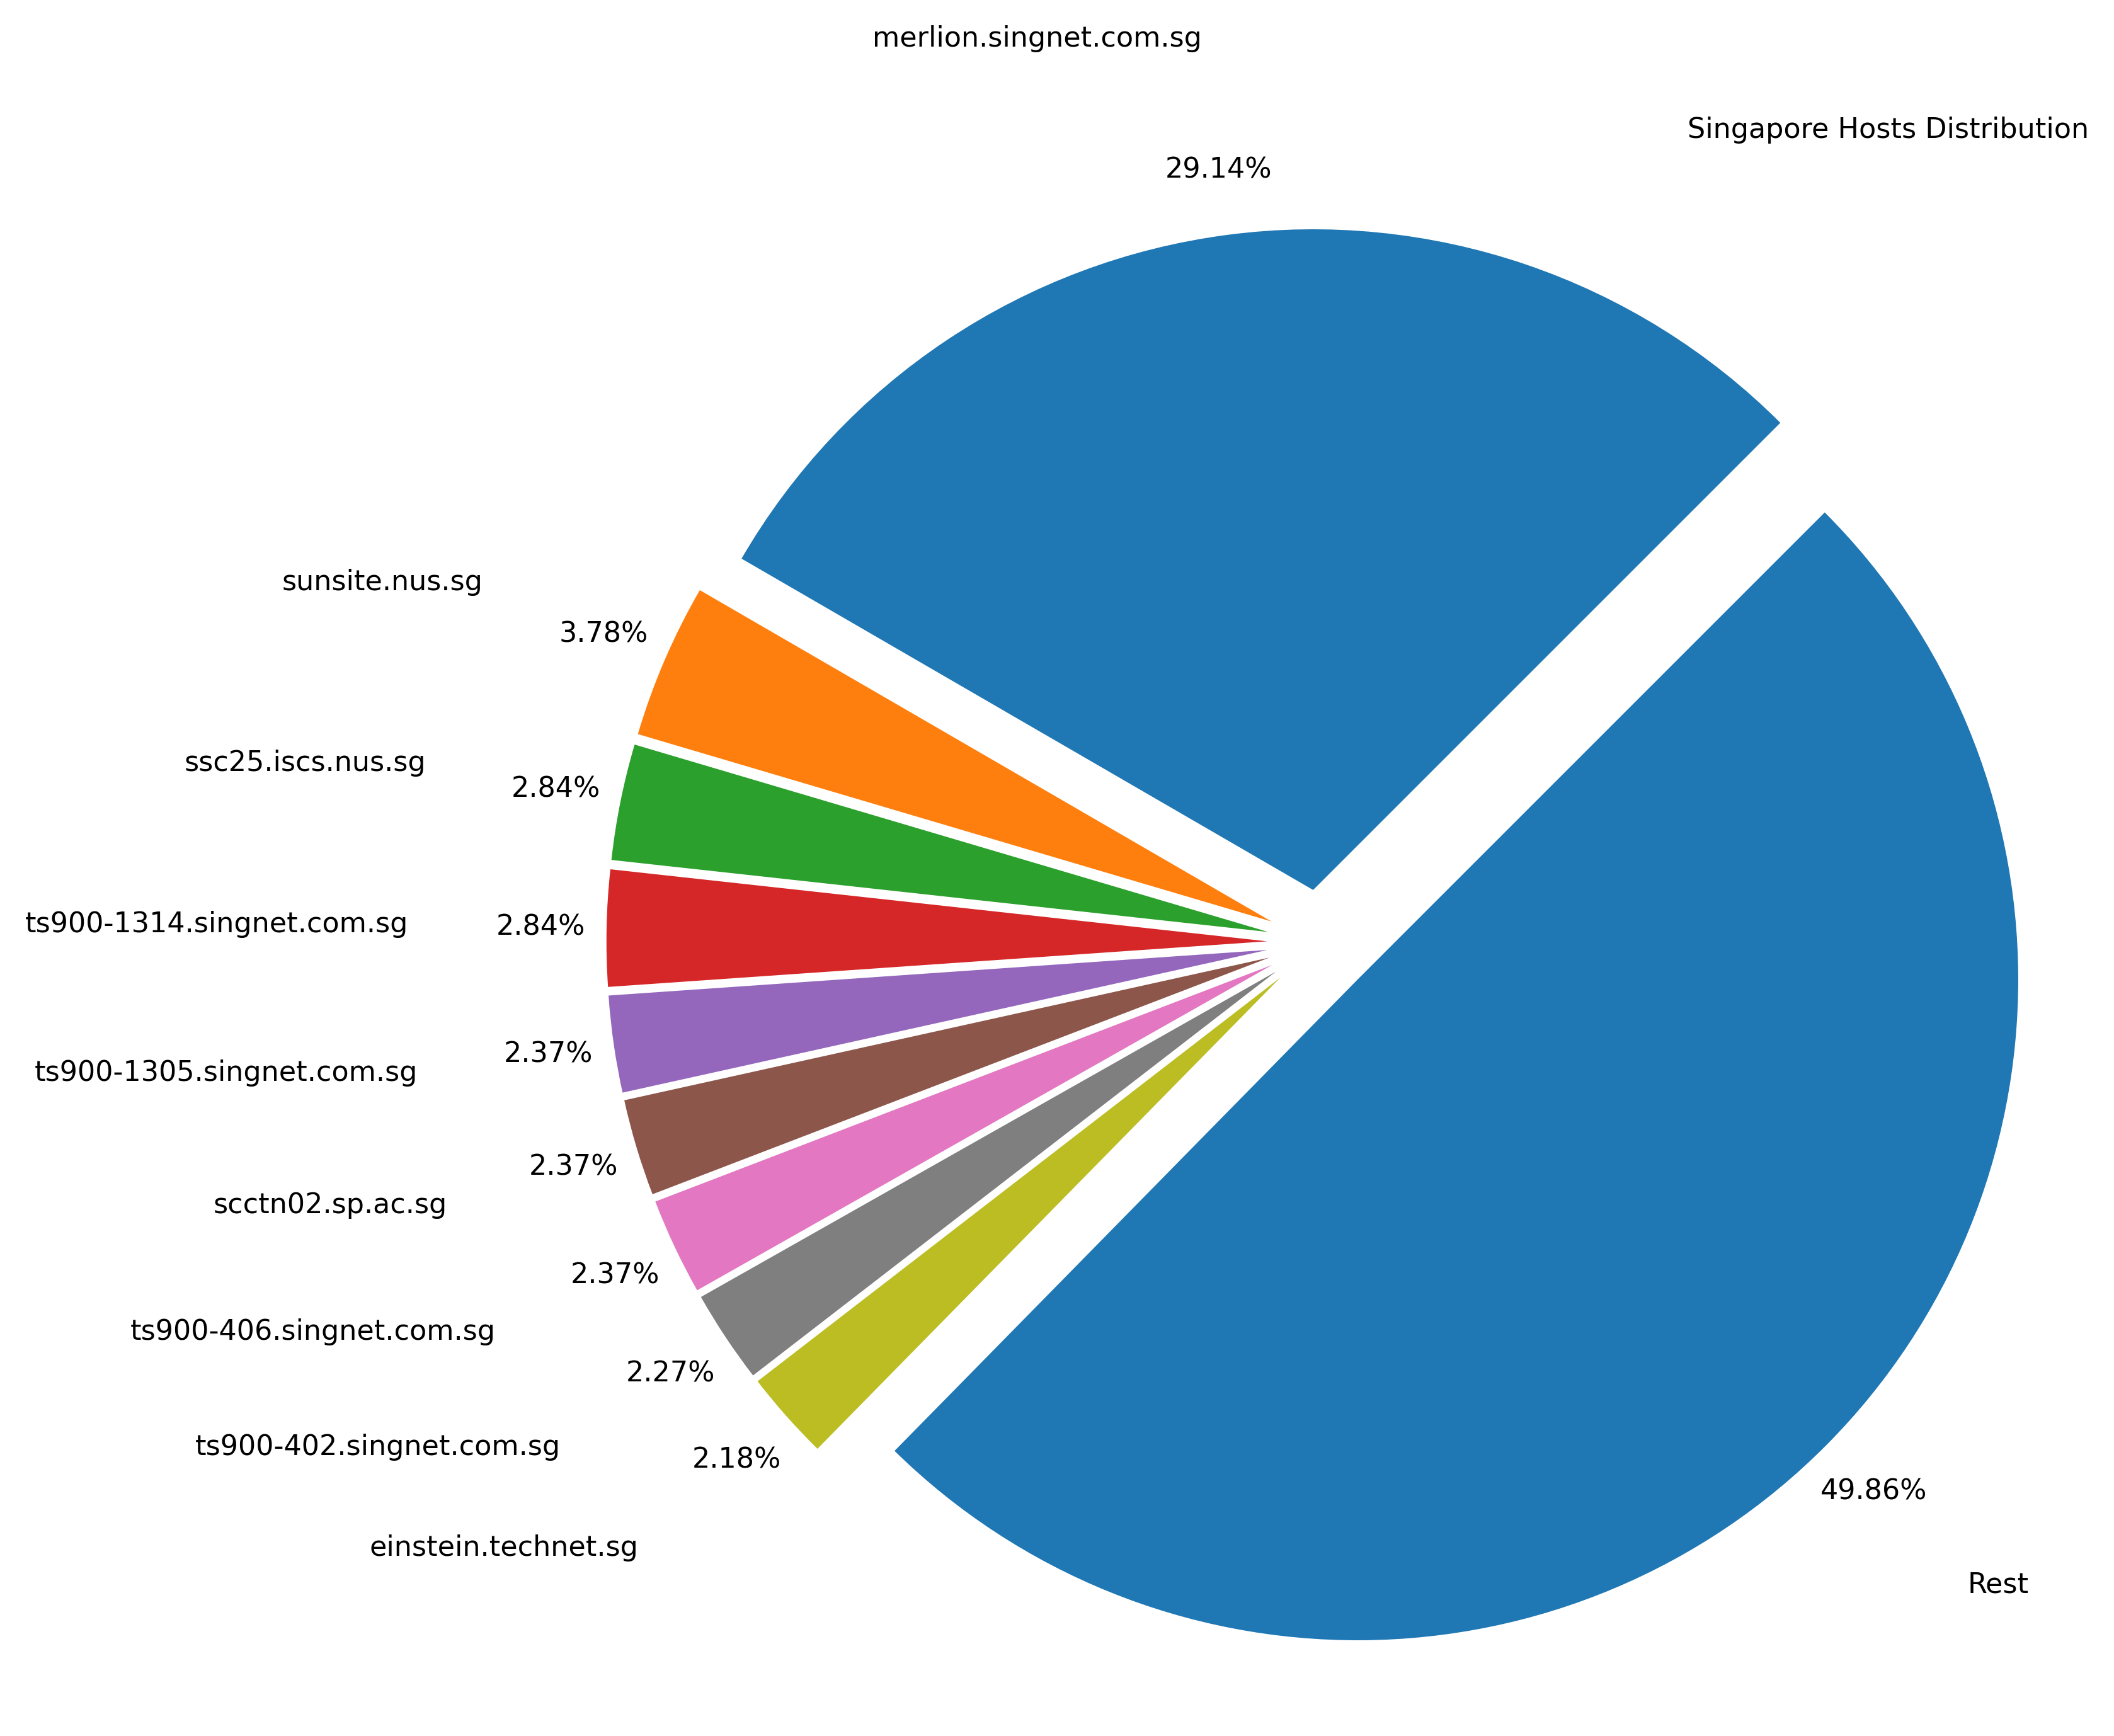 merlion.singnet.com.sg
Singapore Hosts Distribution
29.14%
sunsite.nus.sg
3.78%
ssc25.iscs.nus.sg
2.84%
ts900-1314.singnet.com.sg
2.84%
ts900-1305.singnet.com.sg
2.37%
scctn02.sp.ac.sg
2.37%
ts900-406.singnet.com.sg
2.37%
ts900-402.singnet.com.sg
2.27%
einstein.technet.sg
2.18%
49.86%
Rest